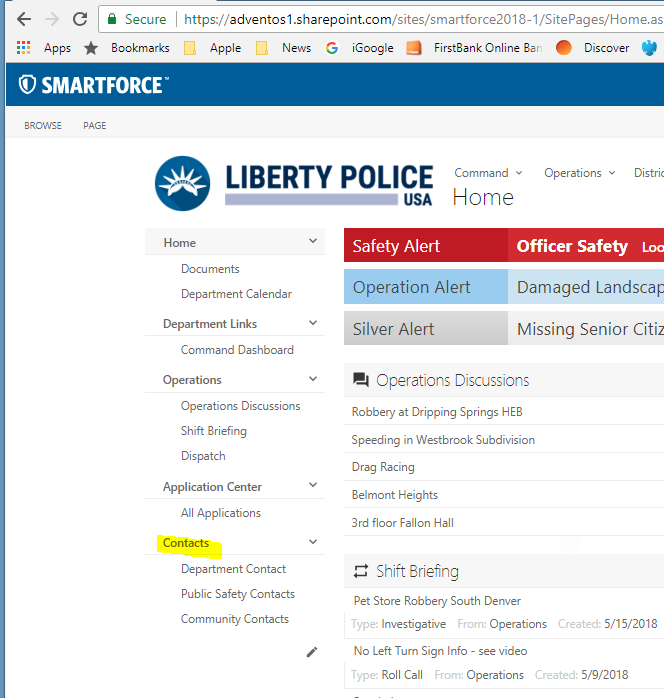 Secure https://adventos1.sharepoint.com/sites/smartforce2018-1/SitePages/Home.as
Apps Bookmarks Apple News iGoogle FirstBank Online Ban Discover
SMARTFORCE™
BROWSE PAGE
LIBERTY POLICE
USA
Command Operations Distric
Home
Home
Documents
Department Calendar
Department Links
Command Dashboard
Operations
Operations Discussions
Shift Briefing
Dispatch
Application Center
All Applications
Contacts
Department Contact
Public Safety Contacts
Community Contacts
Safety Alert Officer Safety Loo
Operation Alert Damaged Landscap
Silver Alert Missing Senior Citiz
Operations Discussions
Robbery at Dripping Springs HEB
Speeding in Westbrook Subdivision
Drag Racing
Belmont Heights
3rd floor Fallon Hall
Shift Briefing
Pet Store Robbery South Denver
Type: Investigative From: Operations Created: 5/15/2018
No Left Turn Sign Info - see video
Type: Roll Call From: Operations Created: 5/9/2018